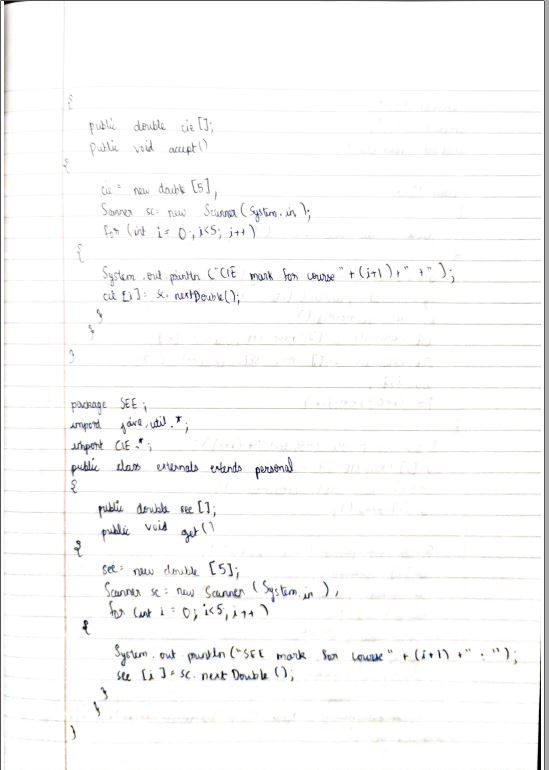 {
public double cie [];
public void accept()
{
cie = new double [5],
Scanner sc = new Scanner (System.in);
for (int i = 0; i<5; i++)
{
System.out.println ("CIE mark for course" + (i+1) + " + ");
cie [i] = sc.nextDouble();
}
}
}
package SEE;
import java.util.*;
import CIE.*;
public class externals extends personal
{
public double see [];
public void get()
{
see = new double [5];
Scanner sc = new Scanner (System.in),
for (int i = 0; i<5, i++)
{
System.out println ("SEE mark for course" + (i+1) + " : ");
see [i] = sc.next Double ();
}
}
}